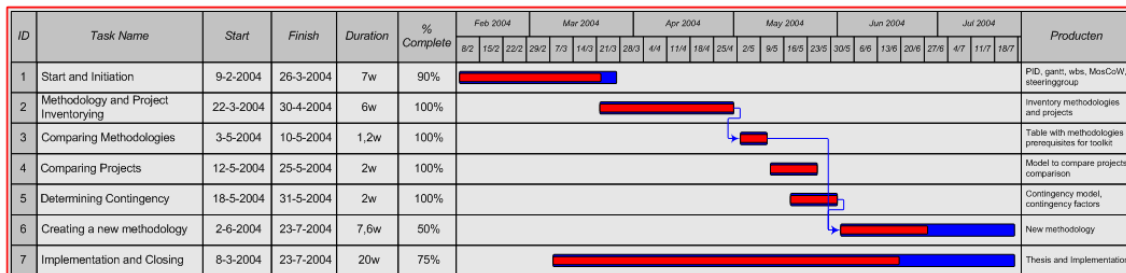 ID Task Name Start Finish Duration % Complete Feb 2004 Mar 2004 Apr 2004 May 2004 Jun 2004 Jul 2004 Producten
8/2 15/2 22/2 29/2 7/3 14/3 21/3 28/3 4/4 11/4 18/4 25/4 2/5 9/5 16/5 23/5 30/5 6/6 13/6 20/6 27/6 4/7 11/7 18/7
1 Start and Initiation 9-2-2004 26-3-2004 7w 90% PID, gantt, wbs, MosCoW,
steeringgroup
2 Methodology and Project
Inventorying 22-3-2004 30-4-2004 6w 100% Inventory methodologies
and projects
3 Comparing Methodologies 3-5-2004 10-5-2004 1,2w 100% Table with methodologies
prerequisites for toolkit
4 Comparing Projects 12-5-2004 25-5-2004 2w 100% Model to compare projects
comparison
5 Determining Contingency 18-5-2004 31-5-2004 2w 100% Contingency model,
contingency factors
6 Creating a new methodology 2-6-2004 23-7-2004 7,6w 50% New methodology
7 Implementation and Closing 8-3-2004 23-7-2004 20w 75% Thesis and Implementation